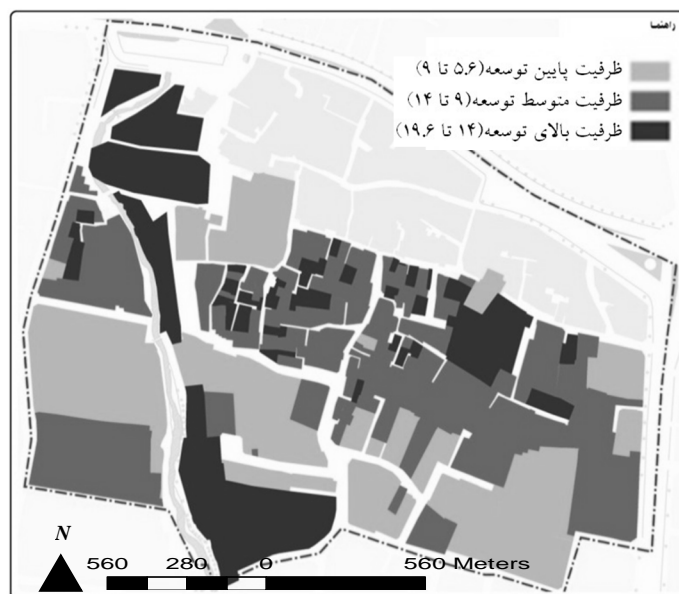 راهنما
ظرفیت پایین توسعه(۵.۶ تا ۹)
ظرفیت متوسط توسعه(۹ تا ۱۴)
ظرفیت بالای توسعه(۱۴ تا ۱۹.۶)
N
560 280 0 560 Meters